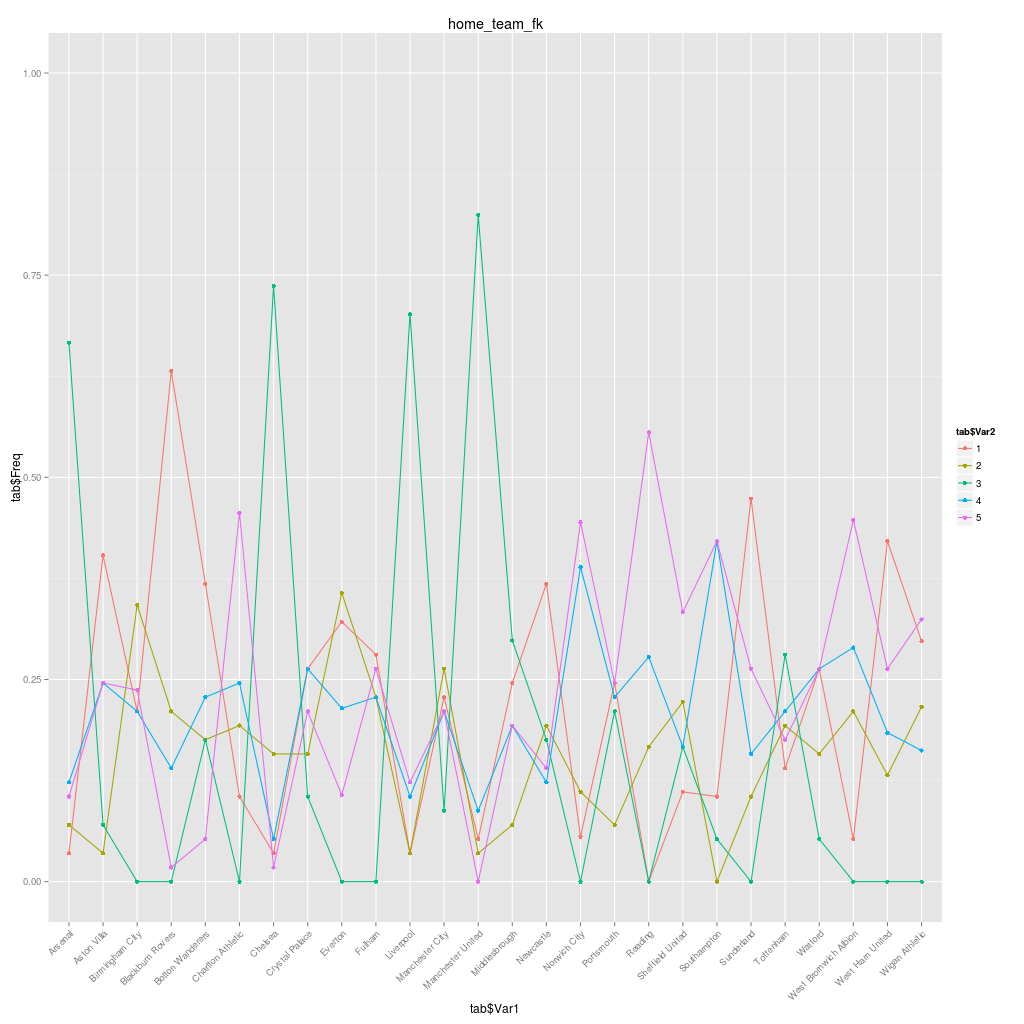 home_team_fk
1.00
0.75
0.50
0.25
0.00
tab$Freq
Arsenal
Aston Villa
Birmingham City
Blackburn Rovers
Bolton Wanderers
Charlton Athletic
Chelsea
Crystal Palace
Everton
Fulham
Liverpool
Manchester City
Manchester United
Middlesbrough
Newcastle
Norwich City
Portsmouth
Reading
Sheffield United
Southampton
Sunderland
Tottenham
Watford
West Bromwich Albion
West Ham United
Wigan Athletic
tab$Var1
tab$Var2
1
2
3
4
5